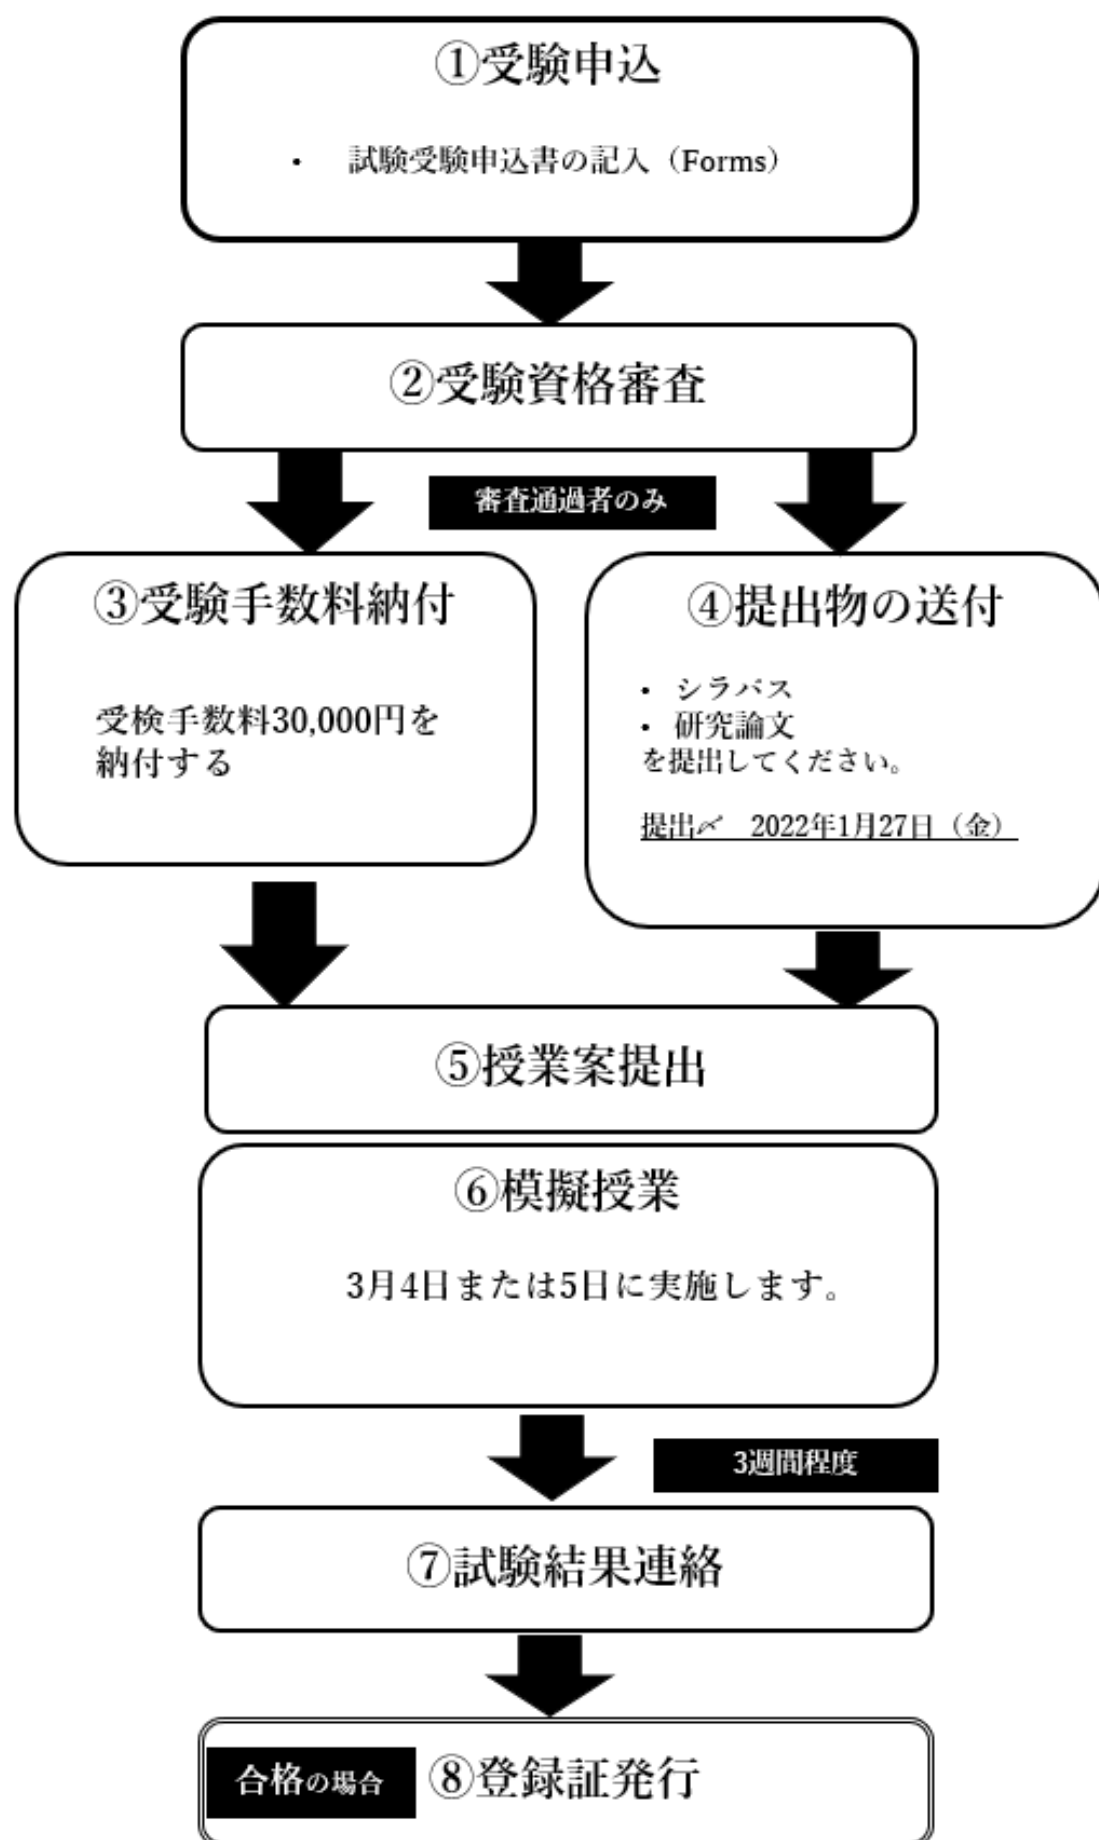 ①受験申込
• 試験受験申込書の記入（Forms）
②受験資格審査
審査通過者のみ
③受験手数料納付
受検手数料30,000円を
納付する
④提出物の送付
• シラバス
• 研究論文
を提出してください。
提出〆　2022年1月27日（金）
⑤授業案提出
⑥模擬授業
3月4日または5日に実施します。
3週間程度
⑦試験結果連絡
合格の場合
⑧登録証発行